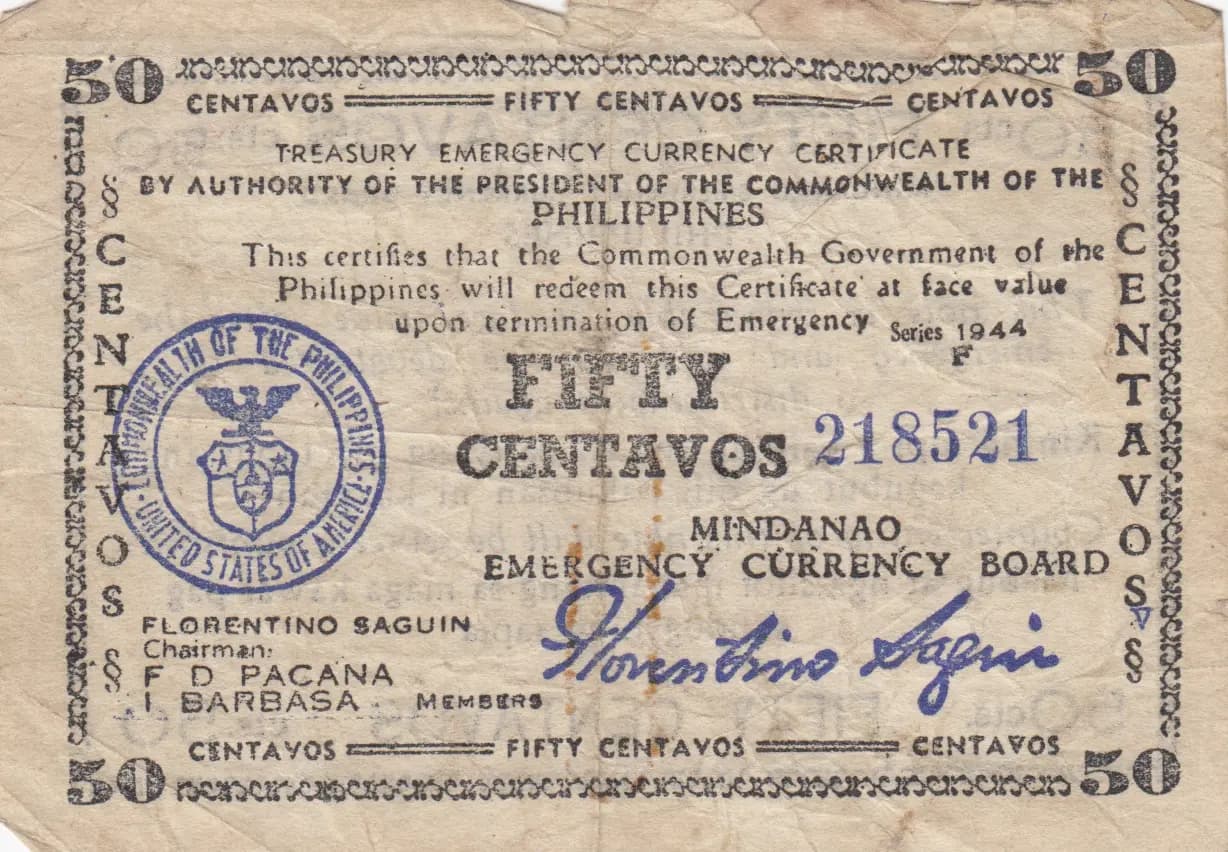 50 50
CENTAVOS FIFTY CENTAVOS CENTAVOS
TREASURY EMERGENCY CURRENCY CERTIFICATE
§ BY AUTHORITY OF THE PRESIDENT OF THE COMMONWEALTH OF THE §
PHILIPPINES
This certifies that the Commonwealth Government of the
Philippines will redeem this Certificate at face value
upon termination of Emergency Series 1944
F
§ CENTAVOS §
§ CENTAVOS §
COMMONWEALTH OF THE PHILIPPINES
UNITED STATES OF AMERICA
FIFTY
CENTAVOS 218521
MINDANAO
EMERGENCY CURRENCY BOARD
Florentino Saguin
FLORENTINO SAGUIN
Chairman:
F D PACANA
I BARBASA MEMBERS
CENTAVOS FIFTY CENTAVOS CENTAVOS
50 50